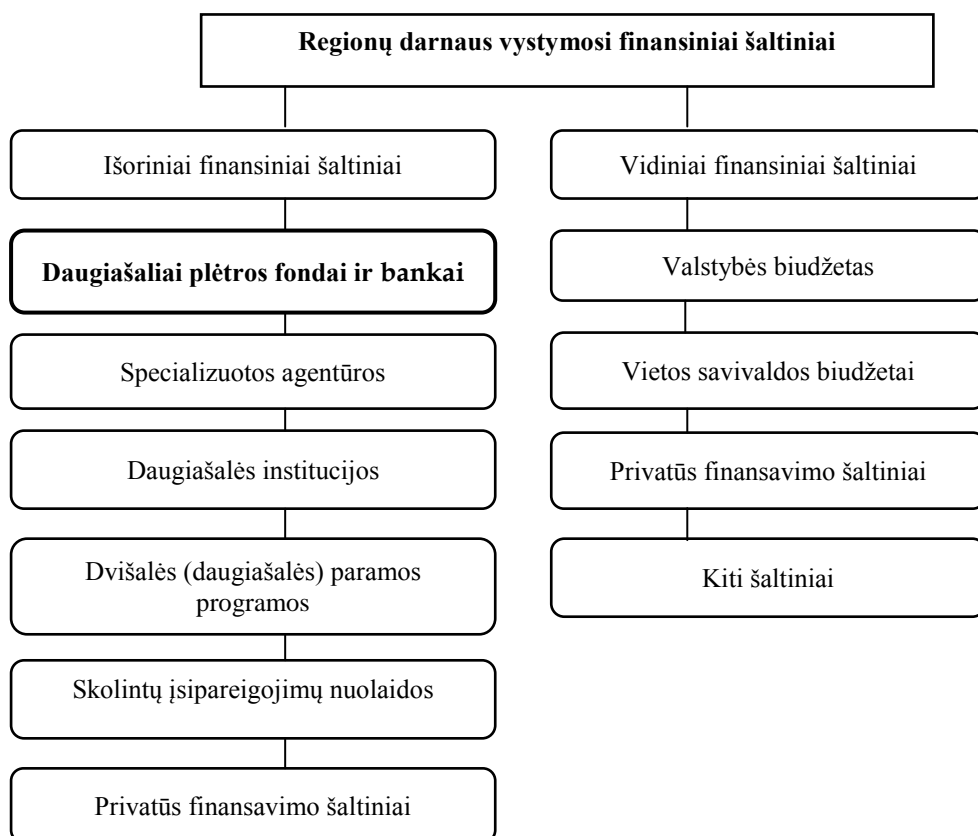 Regionų darnaus vystymosi finansiniai šaltiniai
Išoriniai finansiniai šaltiniai
Daugiašaliai plėtros fondai ir bankai
Specializuotos agentūros
Daugiašalės institucijos
Dvišalės (daugiašalės) paramos
programos
Skolintų įsipareigojimų nuolaidos
Privatūs finansavimo šaltiniai
Vidiniai finansiniai šaltiniai
Valstybės biudžetas
Vietos savivaldos biudžetai
Privatūs finansavimo šaltiniai
Kiti šaltiniai